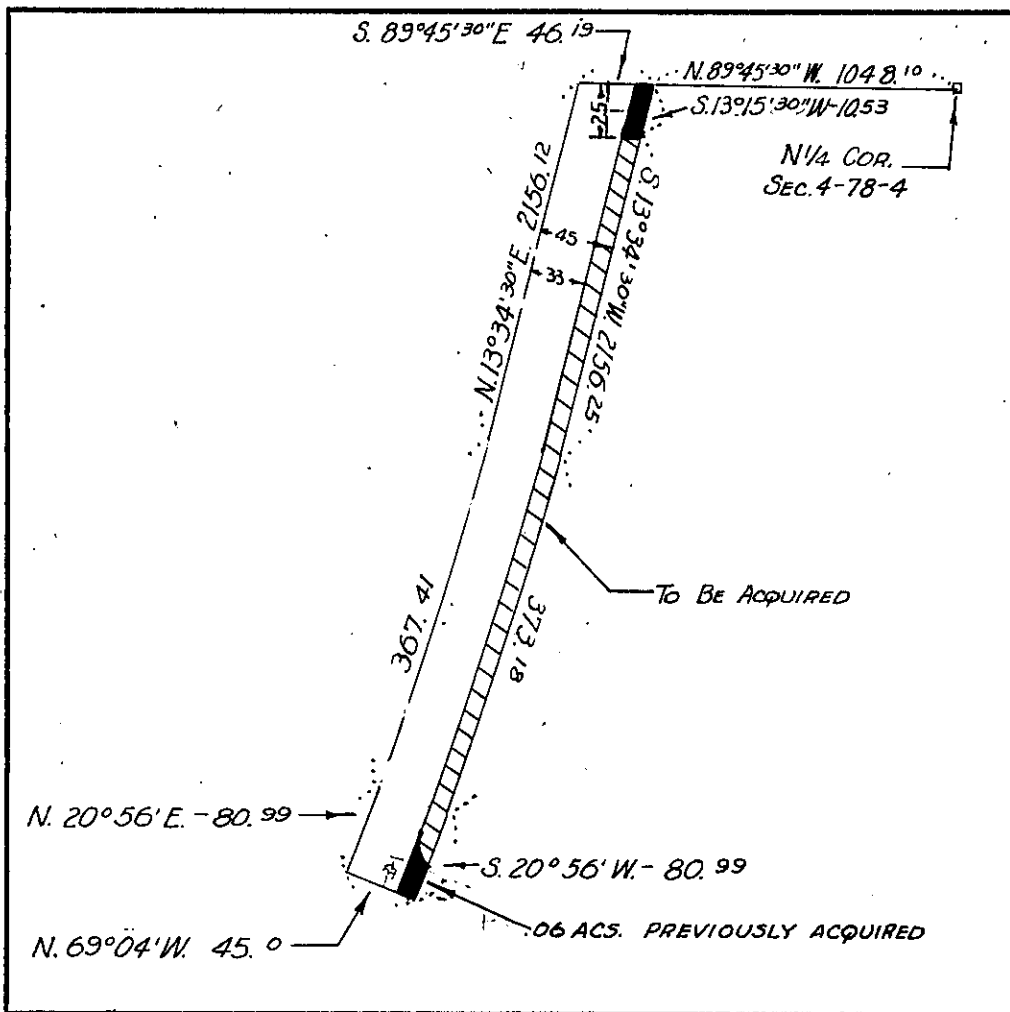 S. 89°45'30"E 46.19
N.89°45'30" W. 1048.10
S.13°15'30"W-10.53
25
N1/4 COR.
SEC. 4-78-4
N.13°34'30"E. 2156.12
45
33
S.13°34'30"W. 2156.25
TO BE ACQUIRED
367.41
373.18
N. 20°56'E. - 80.99
33
S. 20°56' W. - 80.99
.06 ACS. PREVIOUSLY ACQUIRED
N. 69°04'W. 45.0